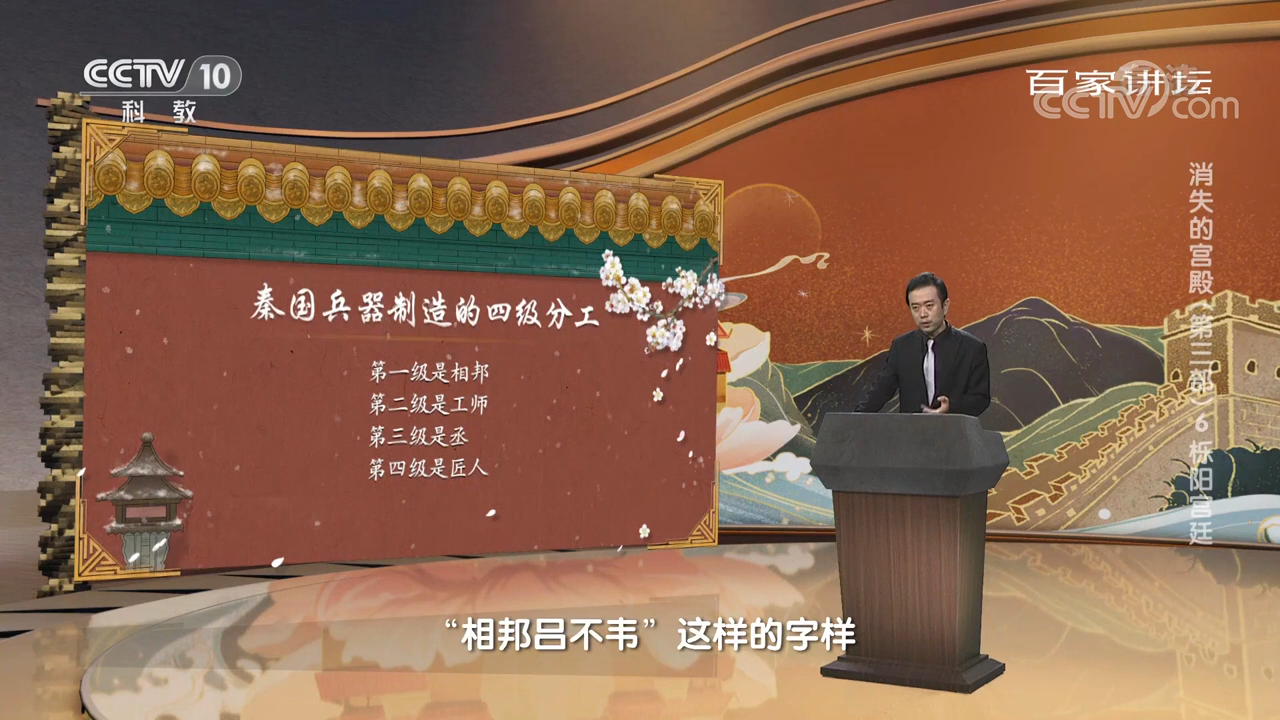 CCTV 10
科 教
百家讲坛
CCTV com
消失的宫殿(第三部)6 栎阳宫廷
秦国兵器制造的四级分工
第一级是相邦
第二级是工师
第三级是丞
第四级是匠人
“相邦吕不韦”这样的字样